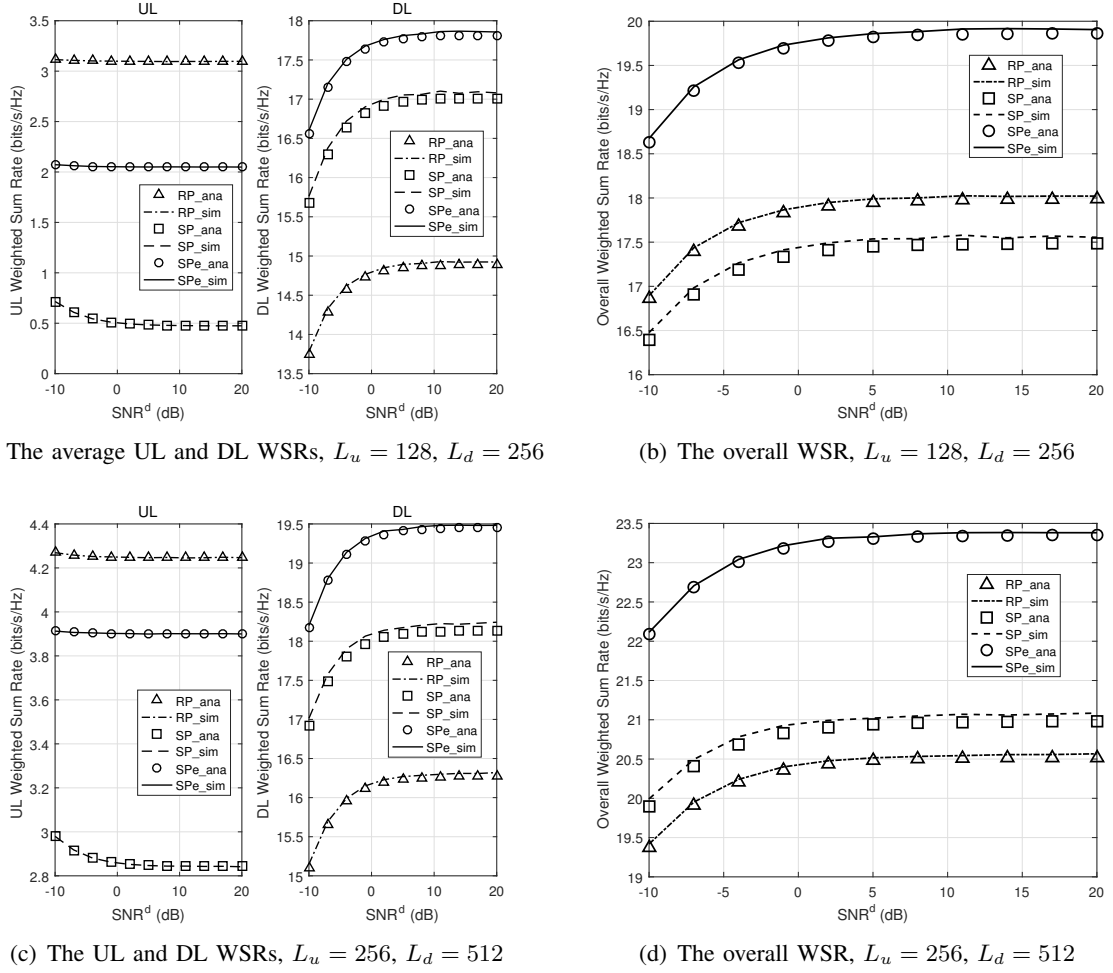 UL
DL
UL Weighted Sum Rate (bits/s/Hz)
3.5
3
2.5
2
1.5
1
0.5
0
-10
0
10
20
SNR^d (dB)
RP_ana
RP_sim
SP_ana
SP_sim
SPe_ana
SPe_sim
DL Weighted Sum Rate (bits/s/Hz)
18
17.5
17
16.5
16
15.5
15
14.5
14
13.5
-10
0
10
20
SNR^d (dB)
RP_ana
RP_sim
SP_ana
SP_sim
SPe_ana
SPe_sim
Overall Weighted Sum Rate (bits/s/Hz)
20
19.5
19
18.5
18
17.5
17
16.5
16
-10
-5
0
5
10
15
20
SNR^d (dB)
RP_ana
RP_sim
SP_ana
SP_sim
SPe_ana
SPe_sim
The average UL and DL WSRs, L_u = 128, L_d = 256
(b) The overall WSR, L_u = 128, L_d = 256
UL
DL
UL Weighted Sum Rate (bits/s/Hz)
4.4
4.2
4
3.8
3.6
3.4
3.2
3
2.8
-10
0
10
20
SNR^d (dB)
RP_ana
RP_sim
SP_ana
SP_sim
SPe_ana
SPe_sim
DL Weighted Sum Rate (bits/s/Hz)
19.5
19
18.5
18
17.5
17
16.5
16
15.5
15
-10
0
10
20
SNR^d (dB)
RP_ana
RP_sim
SP_ana
SP_sim
SPe_ana
SPe_sim
Overall Weighted Sum Rate (bits/s/Hz)
23.5
23
22.5
22
21.5
21
20.5
20
19.5
19
-10
-5
0
5
10
15
20
SNR^d (dB)
RP_ana
RP_sim
SP_ana
SP_sim
SPe_ana
SPe_sim
(c) The UL and DL WSRs, L_u = 256, L_d = 512
(d) The overall WSR, L_u = 256, L_d = 512